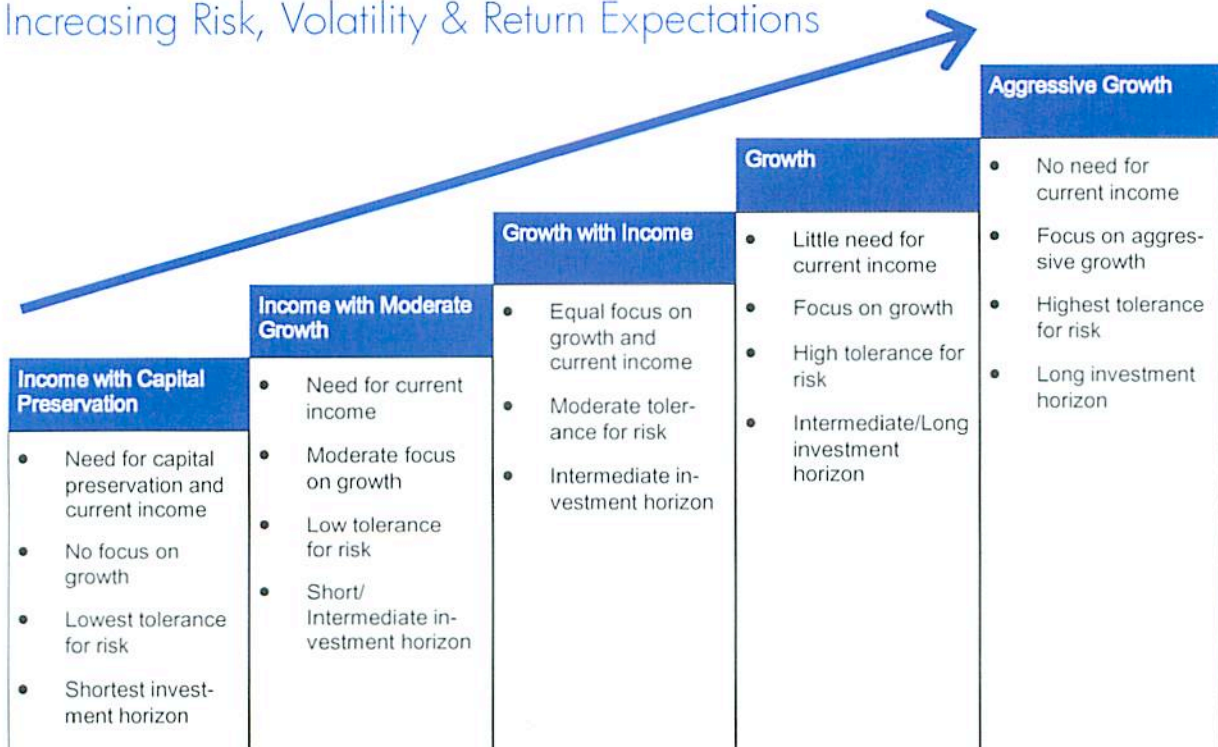 Increasing Risk, Volatility & Return Expectations
Income with Capital
Preservation
• Need for capital
preservation and
current income
• No focus on
growth
• Lowest tolerance
for risk
• Shortest invest-
ment horizon
Income with Moderate
Growth
• Need for current
income
• Moderate focus
on growth
• Low tolerance
for risk
• Short/
Intermediate in-
vestment horizon
Growth with Income
• Equal focus on
growth and
current income
• Moderate toler-
ance for risk
• Intermediate in-
vestment horizon
Growth
• Little need for
current income
• Focus on growth
• High tolerance for
risk
• Intermediate/Long
investment
horizon
Aggressive Growth
• No need for
current income
• Focus on aggres-
sive growth
• Highest tolerance
for risk
• Long investment
horizon